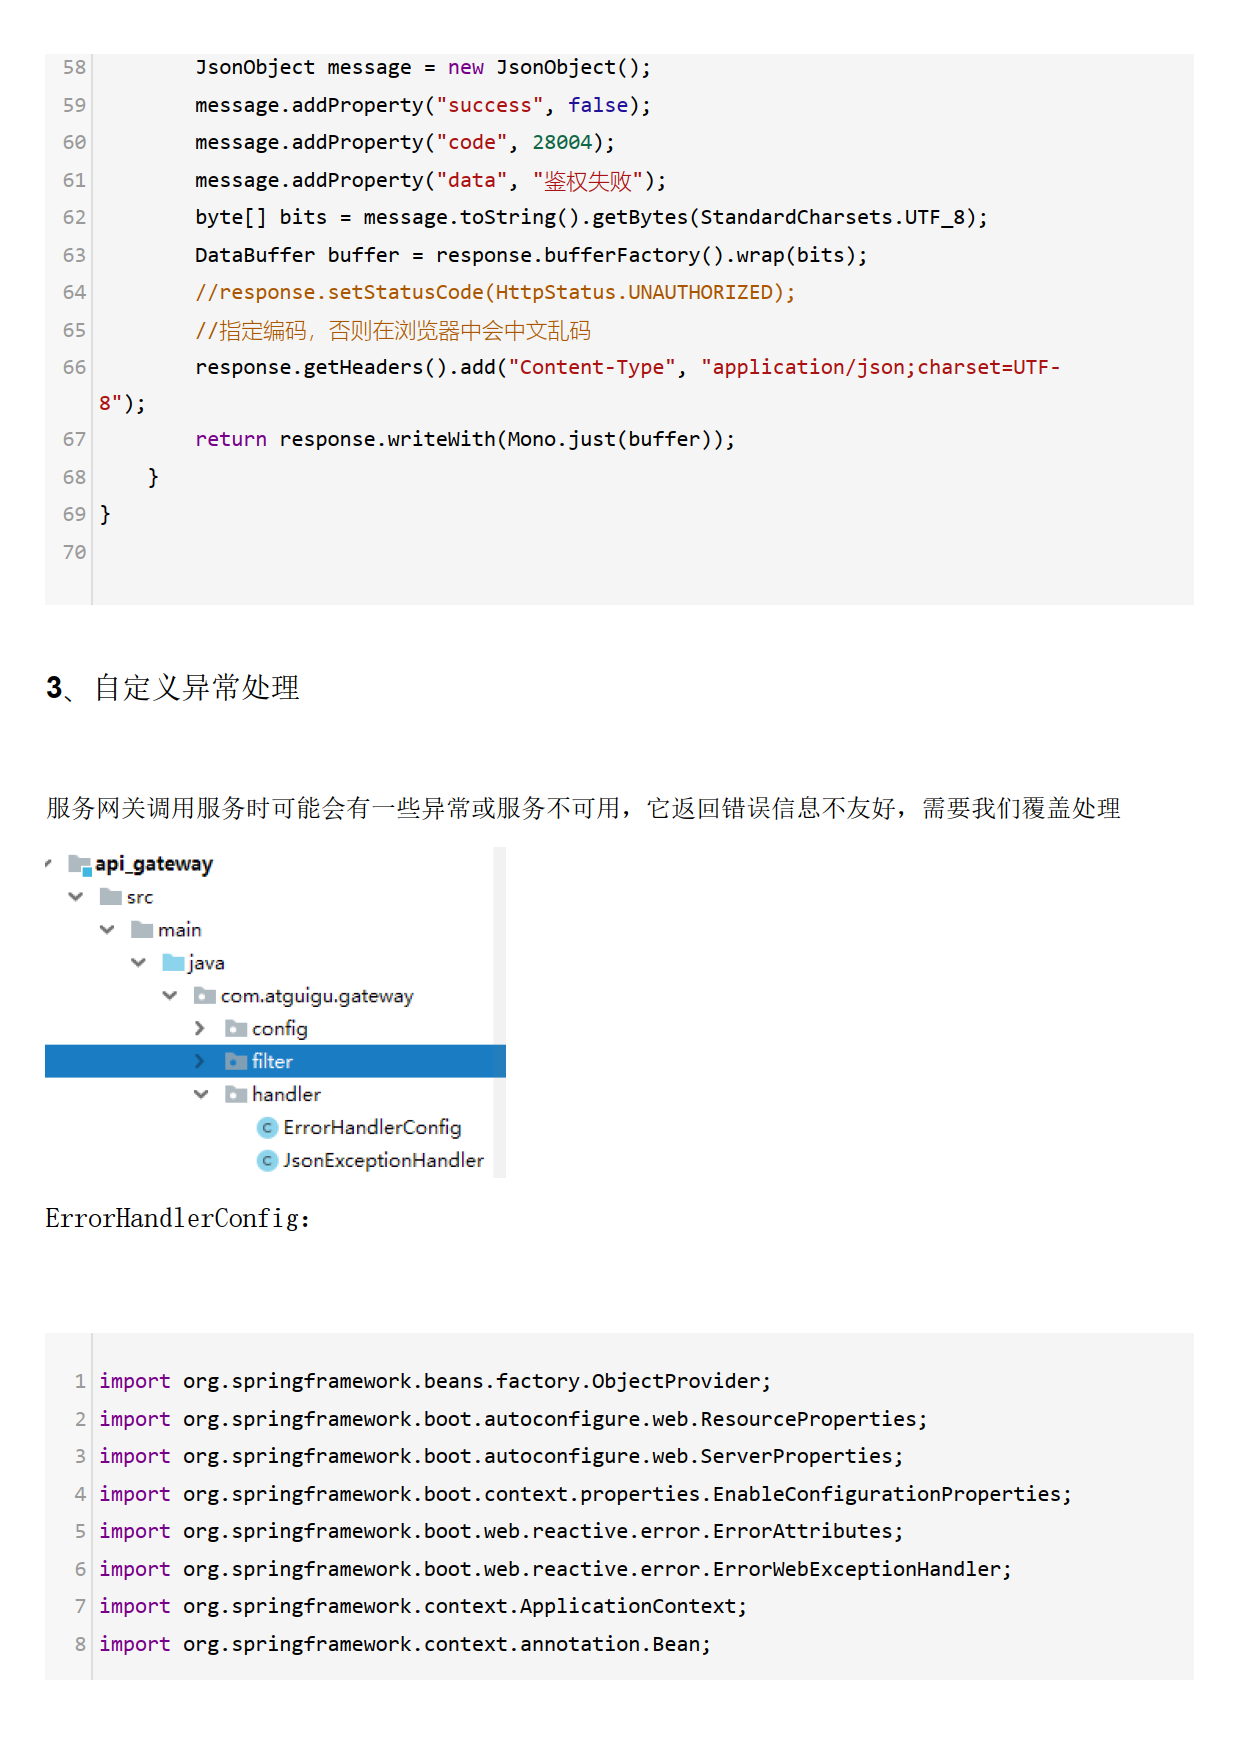 58         JsonObject message = new JsonObject();
59         message.addProperty("success", false);
60         message.addProperty("code", 28004);
61         message.addProperty("data", "鉴权失败");
62         byte[] bits = message.toString().getBytes(StandardCharsets.UTF_8);
63         DataBuffer buffer = response.bufferFactory().wrap(bits);
64         //response.setStatusCode(HttpStatus.UNAUTHORIZED);
65         //指定编码，否则在浏览器中会中文乱码
66         response.getHeaders().add("Content-Type", "application/json;charset=UTF-
8");
67         return response.writeWith(Mono.just(buffer));
68     }
69 }
70
3、自定义异常处理
服务网关调用服务时可能会有一些异常或服务不可用，它返回错误信息不友好，需要我们覆盖处理
api_gateway
src
main
java
com.atguigu.gateway
config
filter
handler
ErrorHandlerConfig
JsonExceptionHandler
ErrorHandlerConfig：
1 import org.springframework.beans.factory.ObjectProvider;
2 import org.springframework.boot.autoconfigure.web.ResourceProperties;
3 import org.springframework.boot.autoconfigure.web.ServerProperties;
4 import org.springframework.boot.context.properties.EnableConfigurationProperties;
5 import org.springframework.boot.web.reactive.error.ErrorAttributes;
6 import org.springframework.boot.web.reactive.error.ErrorWebExceptionHandler;
7 import org.springframework.context.ApplicationContext;
8 import org.springframework.context.annotation.Bean;